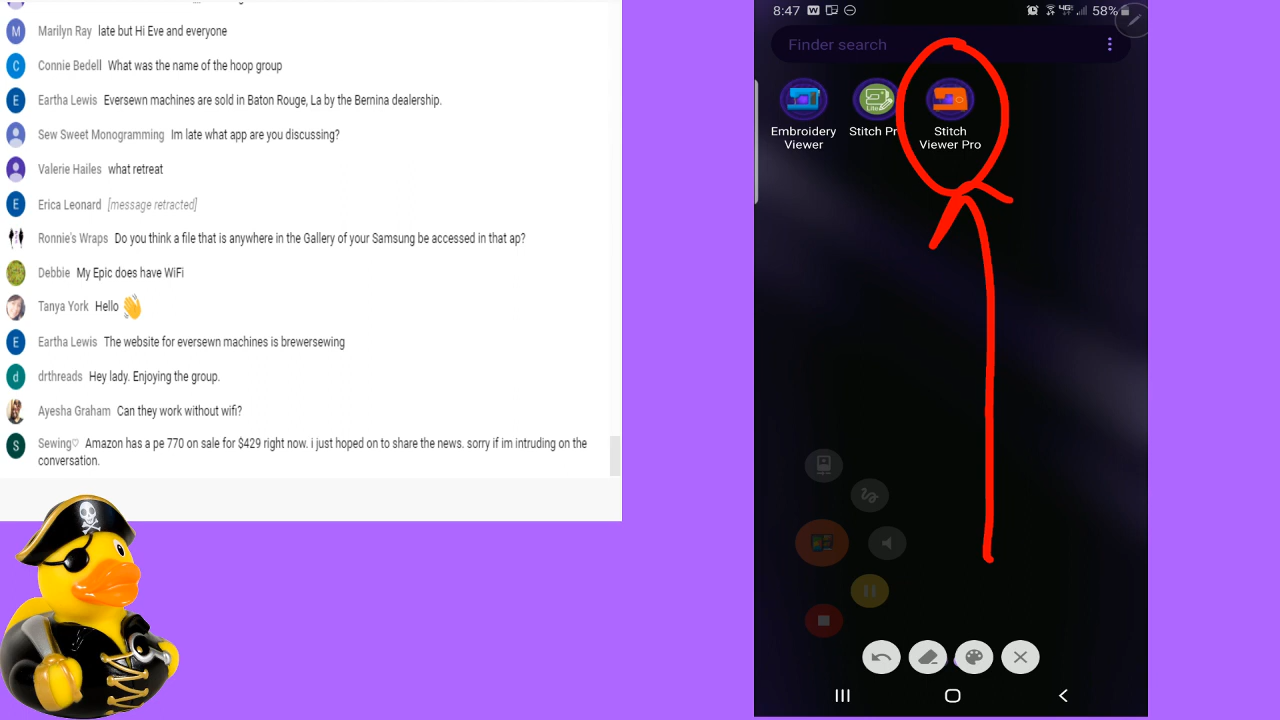 Marilyn Ray late but Hi Eve and everyone
Connie Bedell What was the name of the hoop group
Eartha Lewis Eversewn machines are sold in Baton Rouge, La by the Bernina dealership.
Sew Sweet Monogramming Im late what app are you discussing?
Valerie Hailes what retreat
Erica Leonard [message retracted]
Ronnie's Wraps Do you think a file that is anywhere in the Gallery of your Samsung be accessed in that ap?
Debbie My Epic does have WiFi
Tanya York Hello 👋
Eartha Lewis The website for eversewn machines is brewersewing
drthreads Hey lady. Enjoying the group.
Ayesha Graham Can they work without wifi?
Sewing♡ Amazon has a pe 770 on sale for $429 right now. i just hoped on to share the news. sorry if im intruding on the
conversation.
M
C
E
E
E
d
S
8:47 W 4G 58%
Finder search
Lite
Embroidery
Viewer
Stitch Pr
Stitch
Viewer Pro